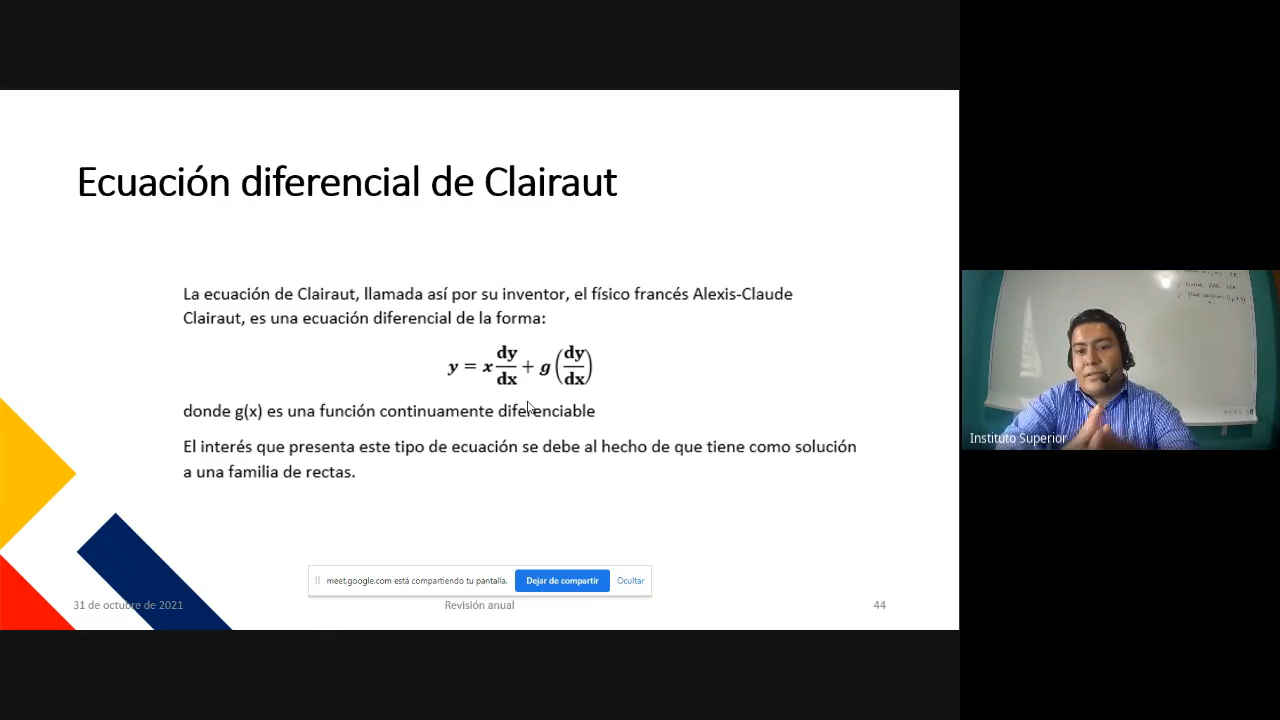 Ecuación diferencial de Clairaut
La ecuación de Clairaut, llamada así por su inventor, el físico francés Alexis-Claude
Clairaut, es una ecuación diferencial de la forma:
y = x dy/dx + g(dy/dx)
donde g(x) es una función continuamente diferenciable
El interés que presenta este tipo de ecuación se debe al hecho de que tiene como solución
a una familia de rectas.
meet.google.com está compartiendo tu pantalla. Dejar de compartir Ocultar
31 de octubre de 2021 Revisión anual 44
Instituto Superior